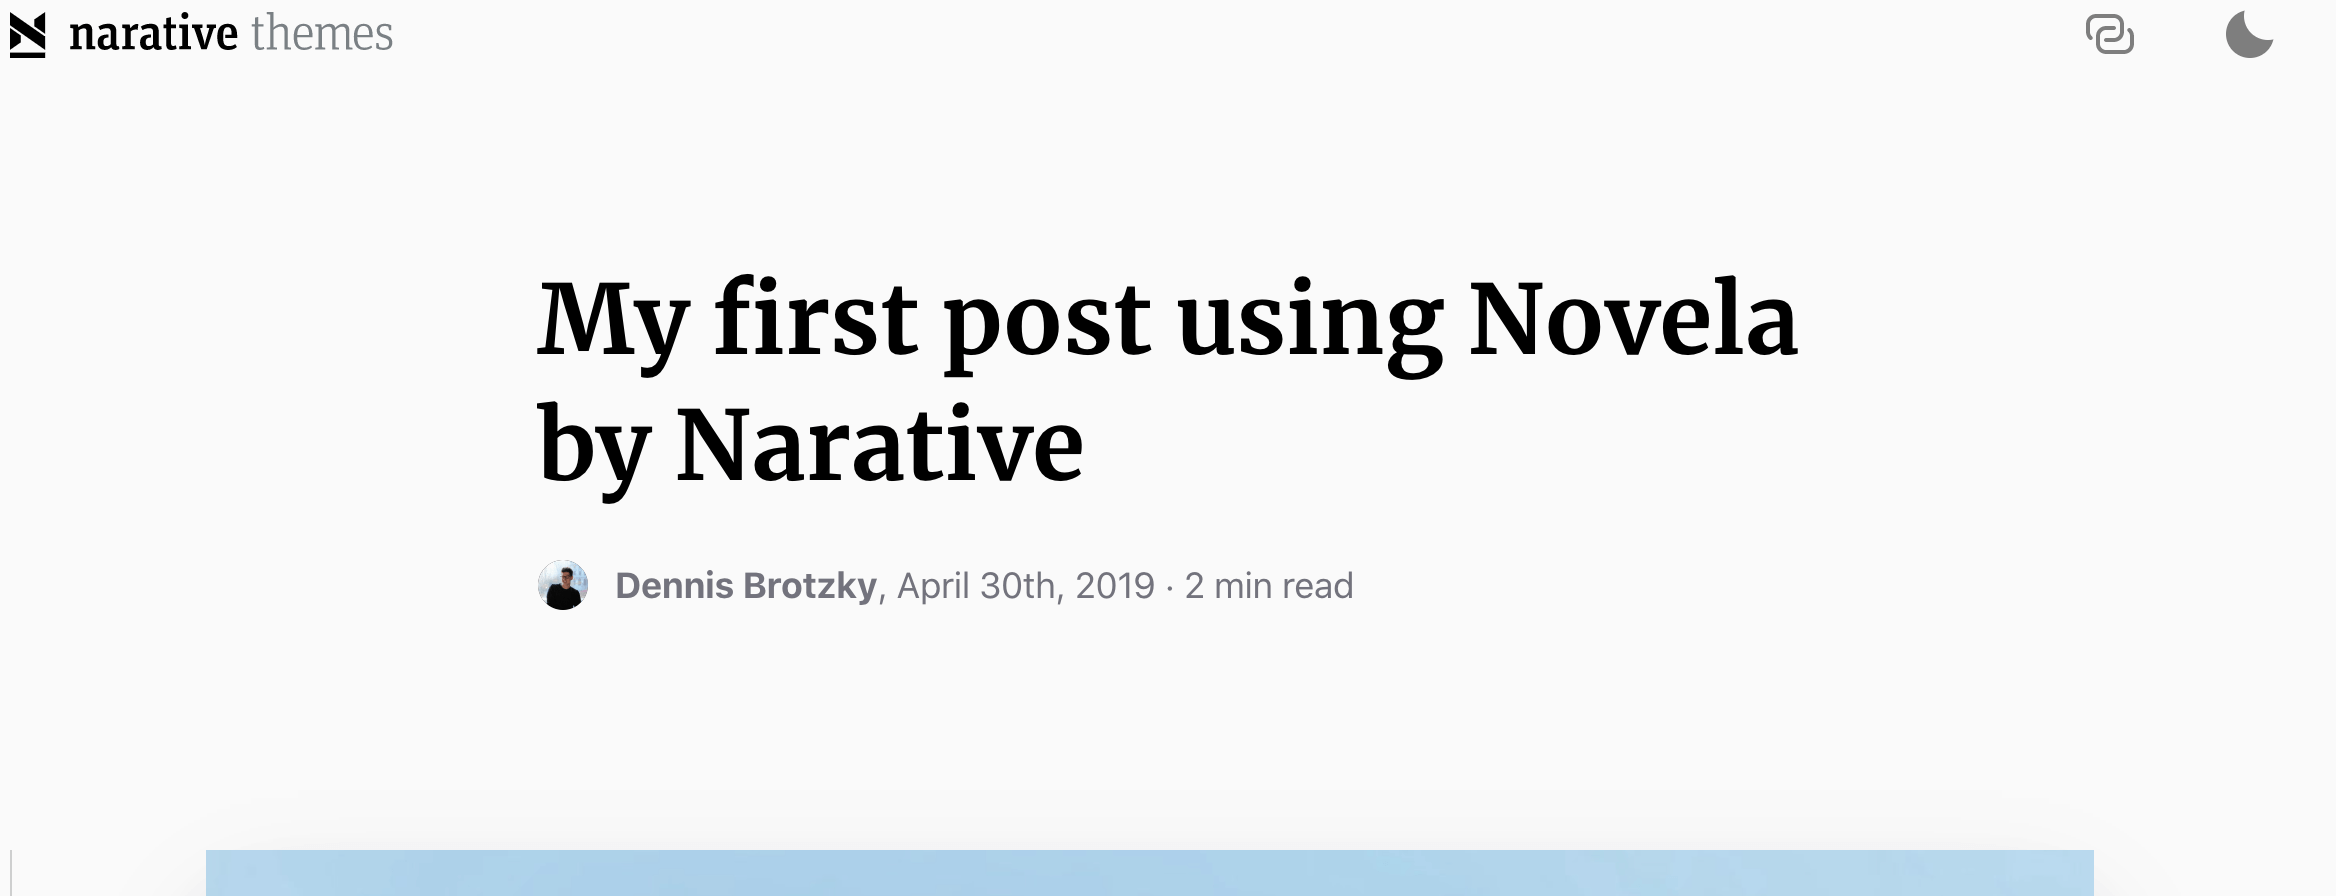 narative themes
My first post using Novela
by Narative
Dennis Brotzky, April 30th, 2019 · 2 min read